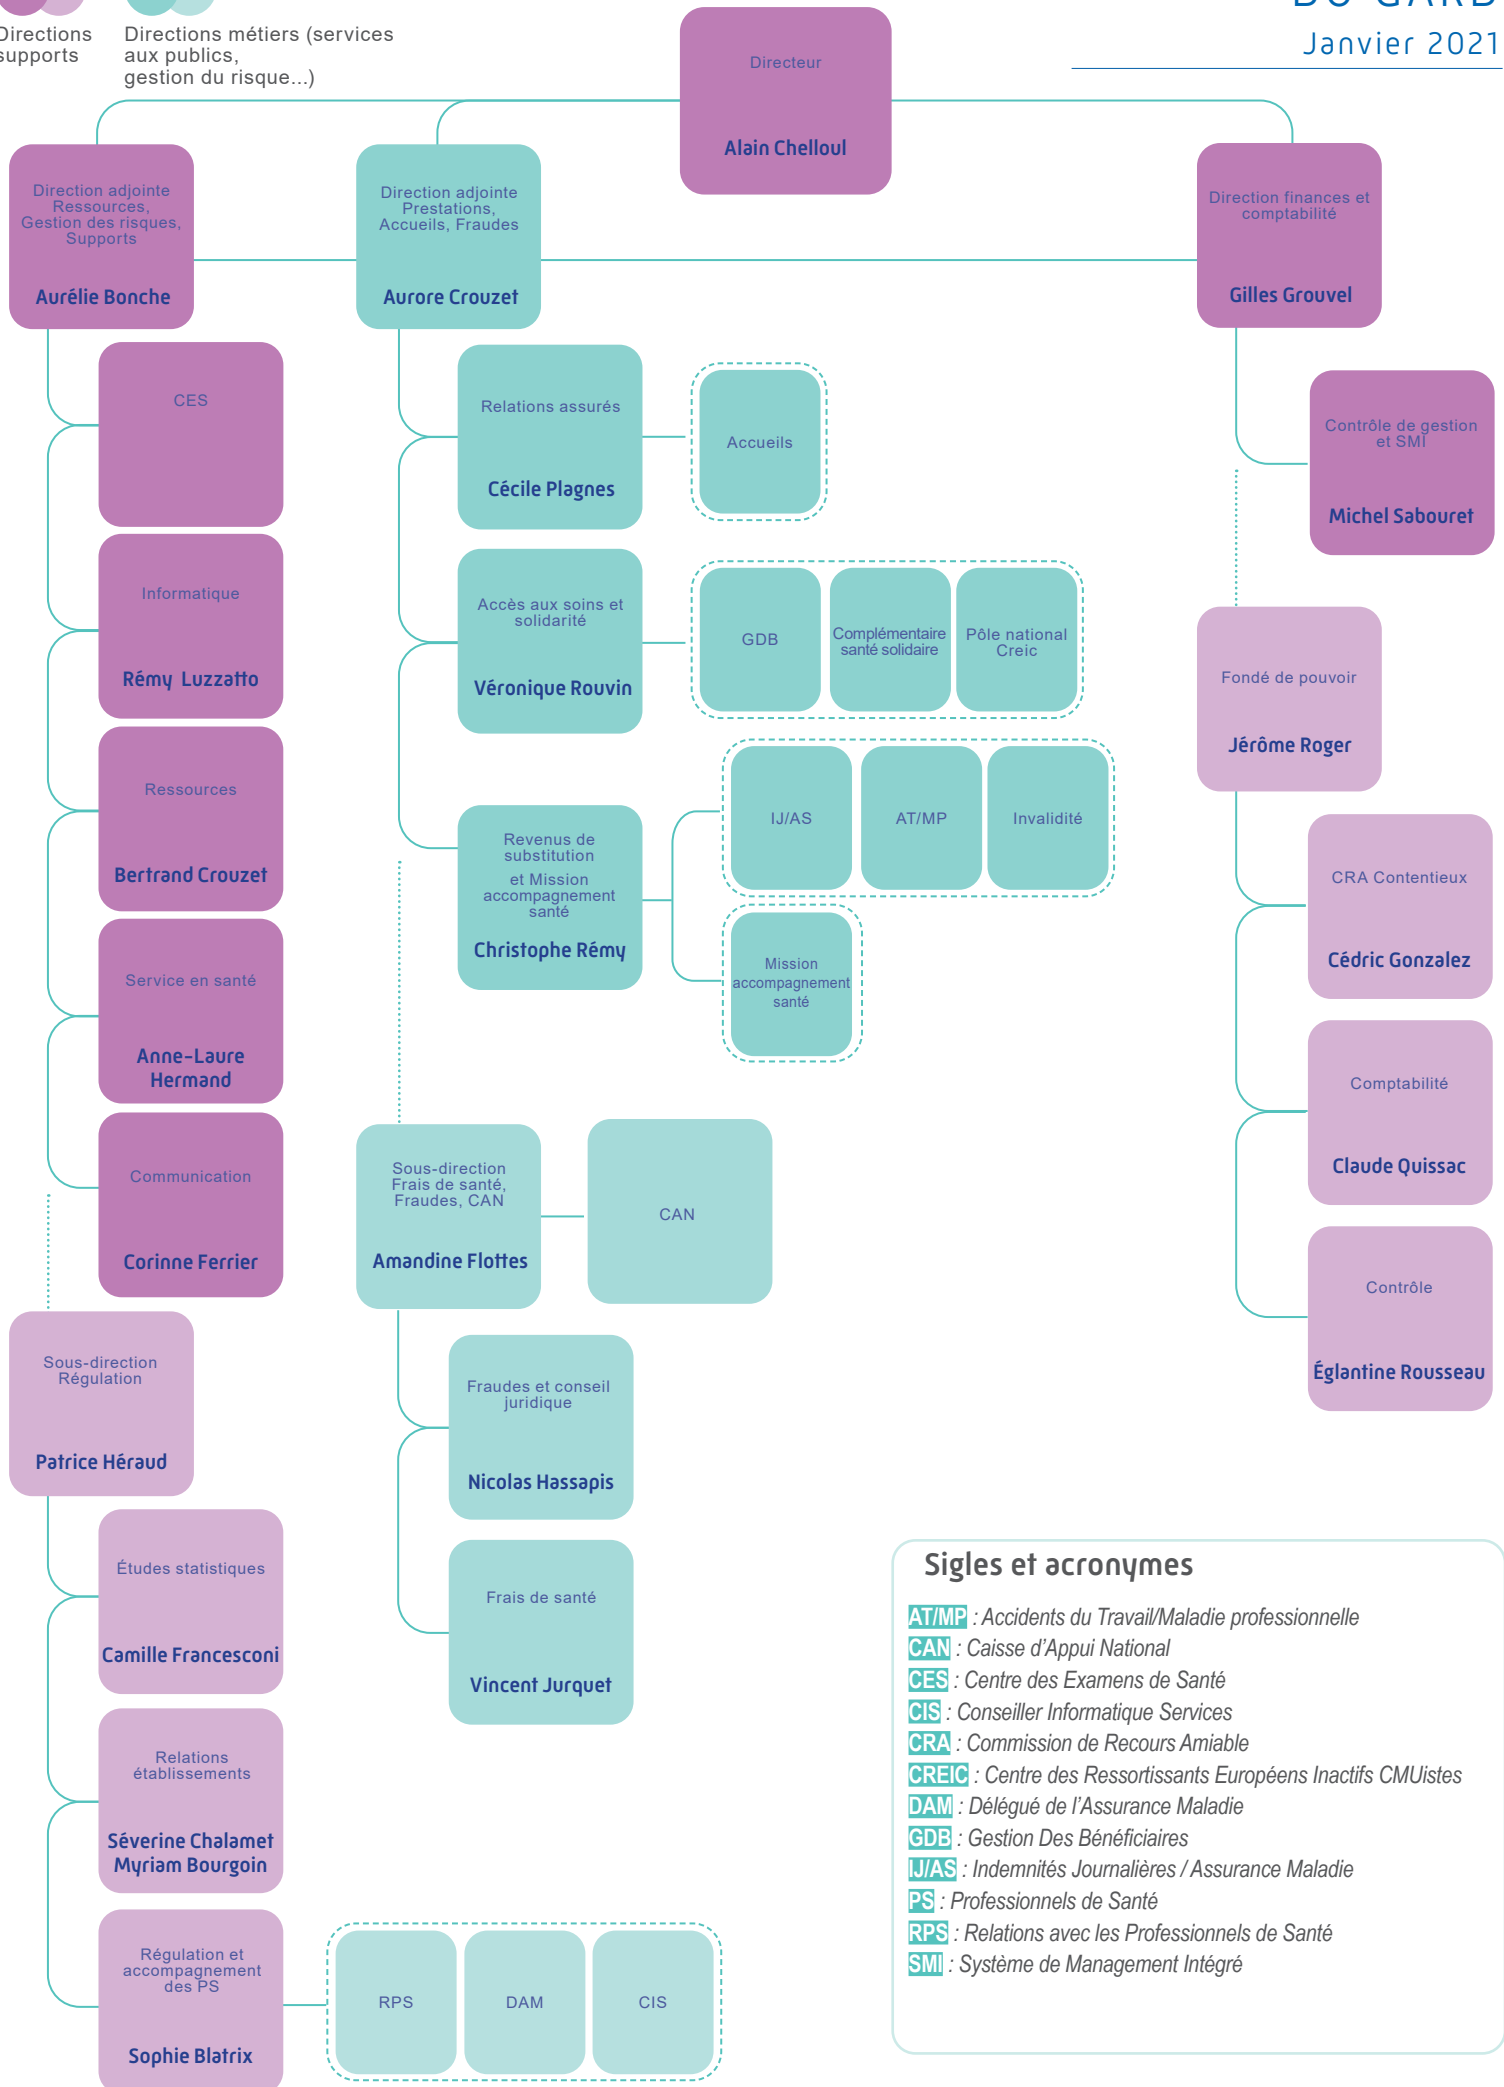 Directions
supports
Directions métiers (services
aux publics,
gestion du risque...)
DU GARD
Janvier 2021
Directeur
Alain Chelloul
Direction adjointe
Ressources,
Gestion des risques,
Supports
Aurélie Bonche
Direction adjointe
Prestations,
Accueils, Fraudes
Aurore Crouzet
Direction finances et
comptabilité
Gilles Grouvel
CES
Informatique
Rémy Luzzatto
Ressources
Bertrand Crouzet
Service en santé
Anne-Laure
Hermand
Communication
Corinne Ferrier
Sous-direction
Régulation
Patrice Héraud
Études statistiques
Camille Francesconi
Relations
établissements
Séverine Chalamet
Myriam Bourgoin
Régulation et
accompagnement
des PS
Sophie Blatrix
RPS
DAM
CIS
Relations assurés
Cécile Plagnes
Accueils
Accès aux soins et
solidarité
Véronique Rouvin
GDB
Complémentaire
santé solidaire
Pôle national
Creic
Revenus de
substitution
et Mission
accompagnement
santé
Christophe Rémy
IJ/AS
AT/MP
Invalidité
Mission
accompagnement
santé
Sous-direction
Frais de santé,
Fraudes, CAN
Amandine Flottes
CAN
Fraudes et conseil
juridique
Nicolas Hassapis
Frais de santé
Vincent Jurquet
Contrôle de gestion
et SMI
Michel Sabouret
Fondé de pouvoir
Jérôme Roger
CRA Contentieux
Cédric Gonzalez
Comptabilité
Claude Quissac
Contrôle
Églantine Rousseau
Sigles et acronymes
AT/MP : Accidents du Travail/Maladie professionnelle
CAN : Caisse d'Appui National
CES : Centre des Examens de Santé
CIS : Conseiller Informatique Services
CRA : Commission de Recours Amiable
CREIC : Centre des Ressortissants Européens Inactifs CMUistes
DAM : Délégué de l'Assurance Maladie
GDB : Gestion Des Bénéficiaires
IJ/AS : Indemnités Journalières / Assurance Maladie
PS : Professionnels de Santé
RPS : Relations avec les Professionnels de Santé
SMI : Système de Management Intégré